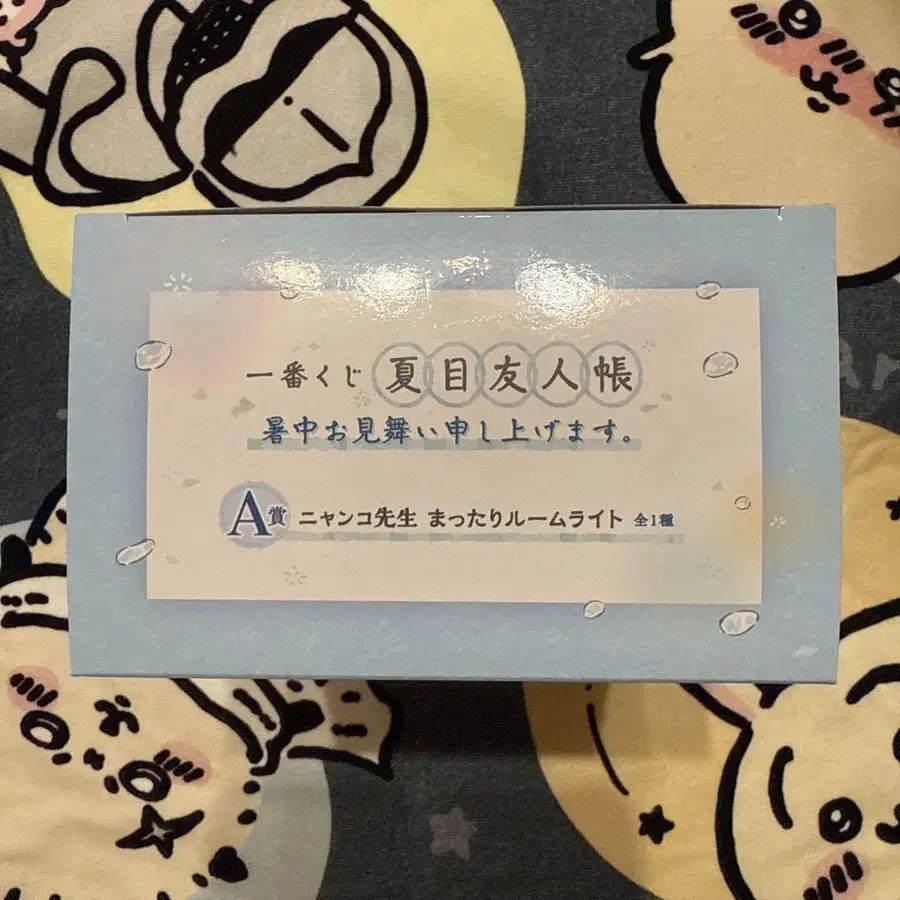 一番くじ 夏目友人帳
暑中お見舞い申し上げます。
A賞 ニャンコ先生 まったりルームライト 全1種